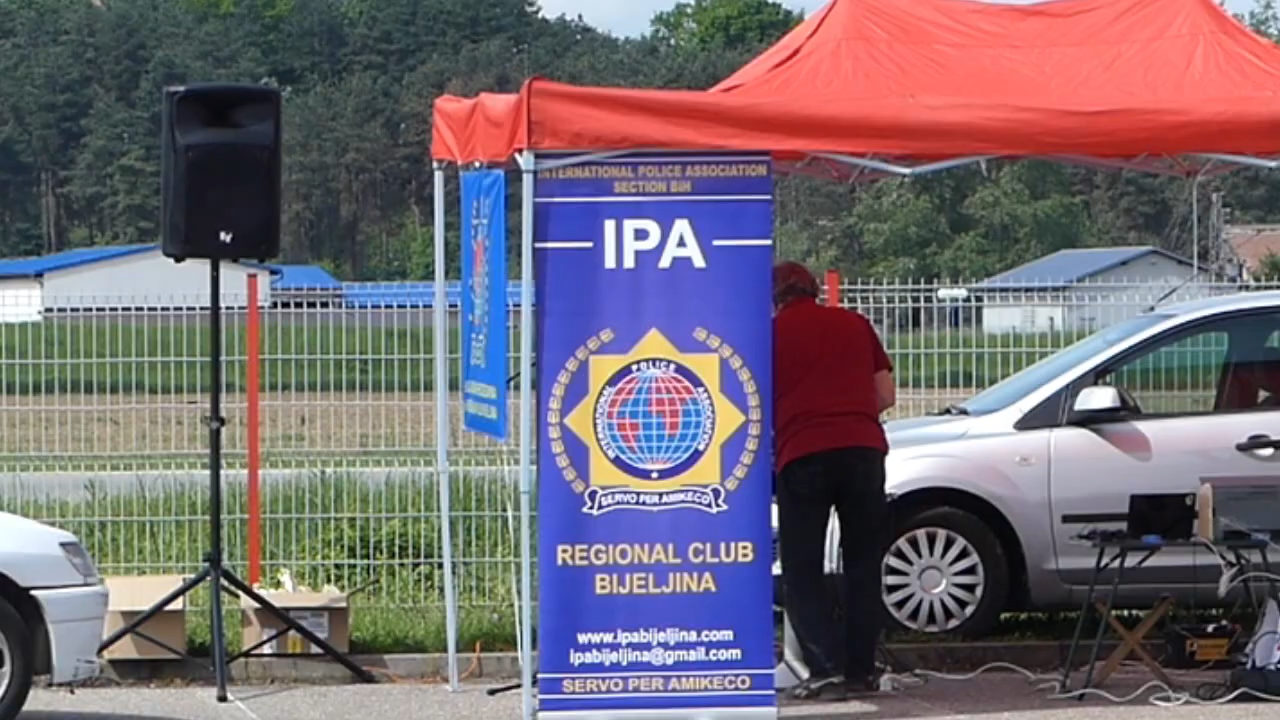 INTERNATIONAL POLICE ASSOCIATION
SECTION BiH
IPA
INTERNATIONAL POLICE ASSOCIATION
SERVO PER AMIKECO
REGIONAL CLUB
BIJELJINA
www.ipabijeljina.com
ipabijeljina@gmail.com
SERVO PER AMIKECO